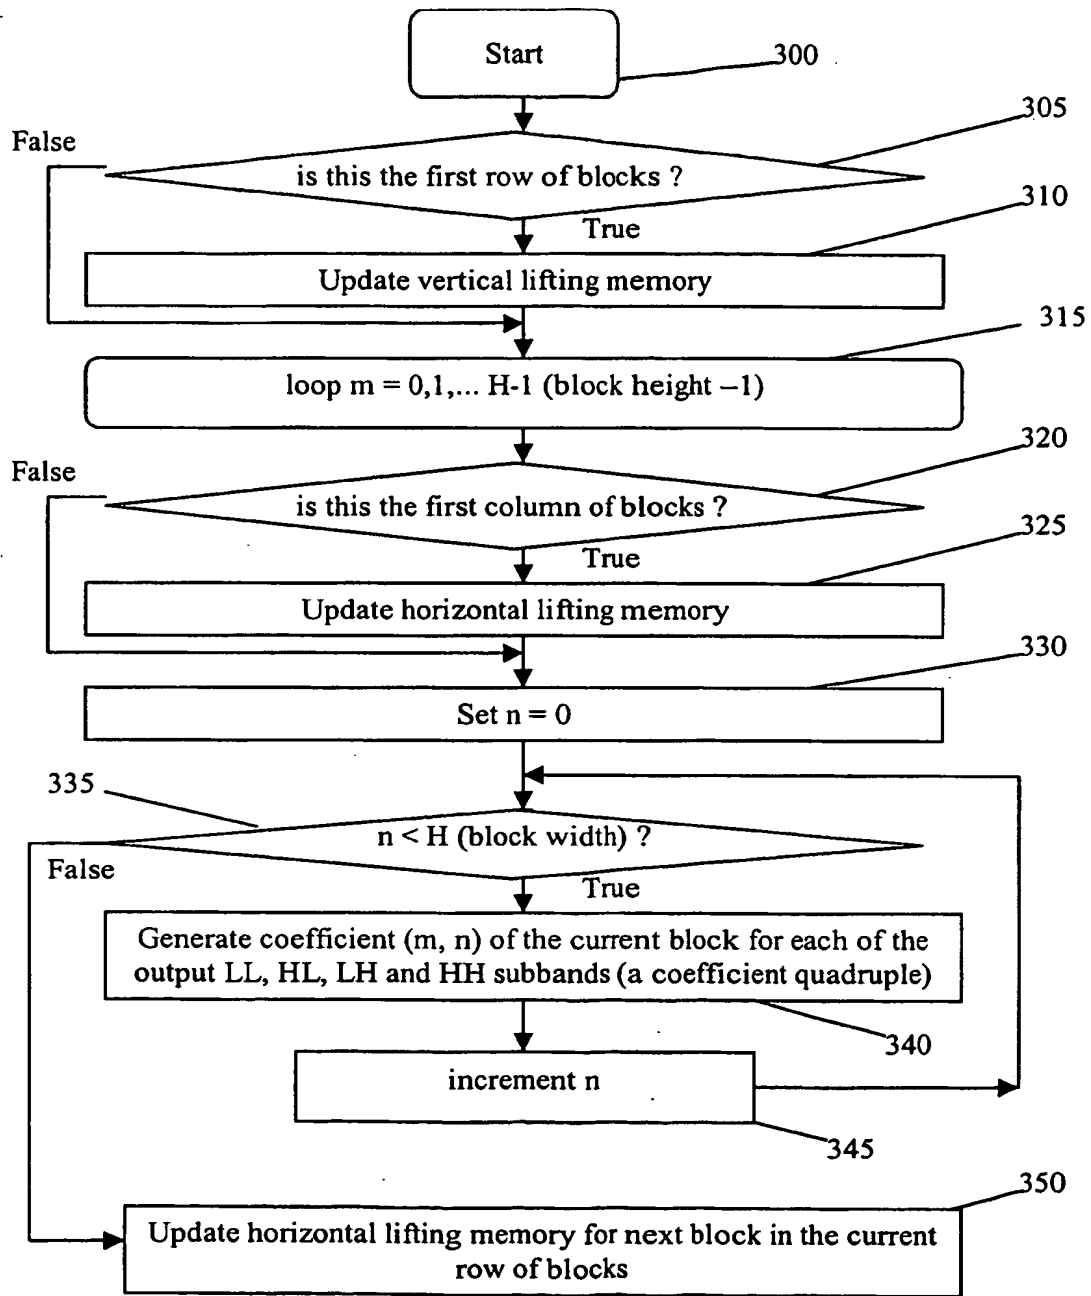 Start
300
305
False
is this the first row of blocks ?
310
True
Update vertical lifting memory
315
loop m = 0,1,... H-1 (block height –1)
320
False
is this the first column of blocks ?
325
True
Update horizontal lifting memory
330
Set n = 0
335
n < H (block width) ?
False
True
Generate coefficient (m, n) of the current block for each of the
output LL, HL, LH and HH subbands (a coefficient quadruple)
340
increment n
345
350
Update horizontal lifting memory for next block in the current
row of blocks